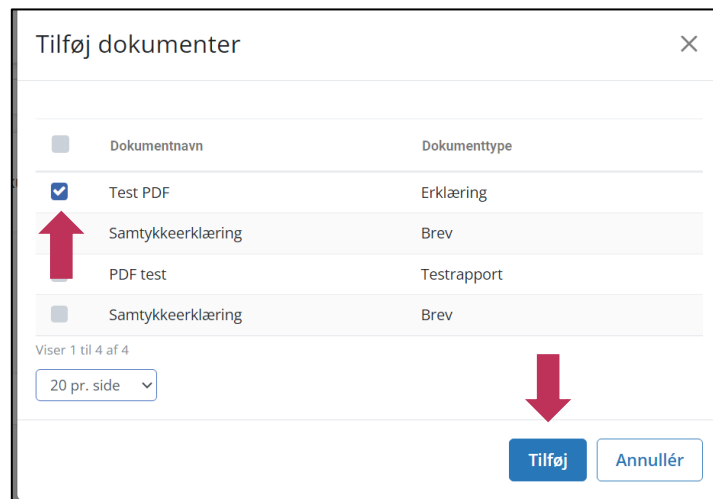 Tilføj dokumenter
Dokumentnavn Dokumenttype
Test PDF Erklæring
Samtykkeerklæring Brev
PDF test Testrapport
Samtykkeerklæring Brev
Viser 1 til 4 af 4
20 pr. side
Tilføj Annullér